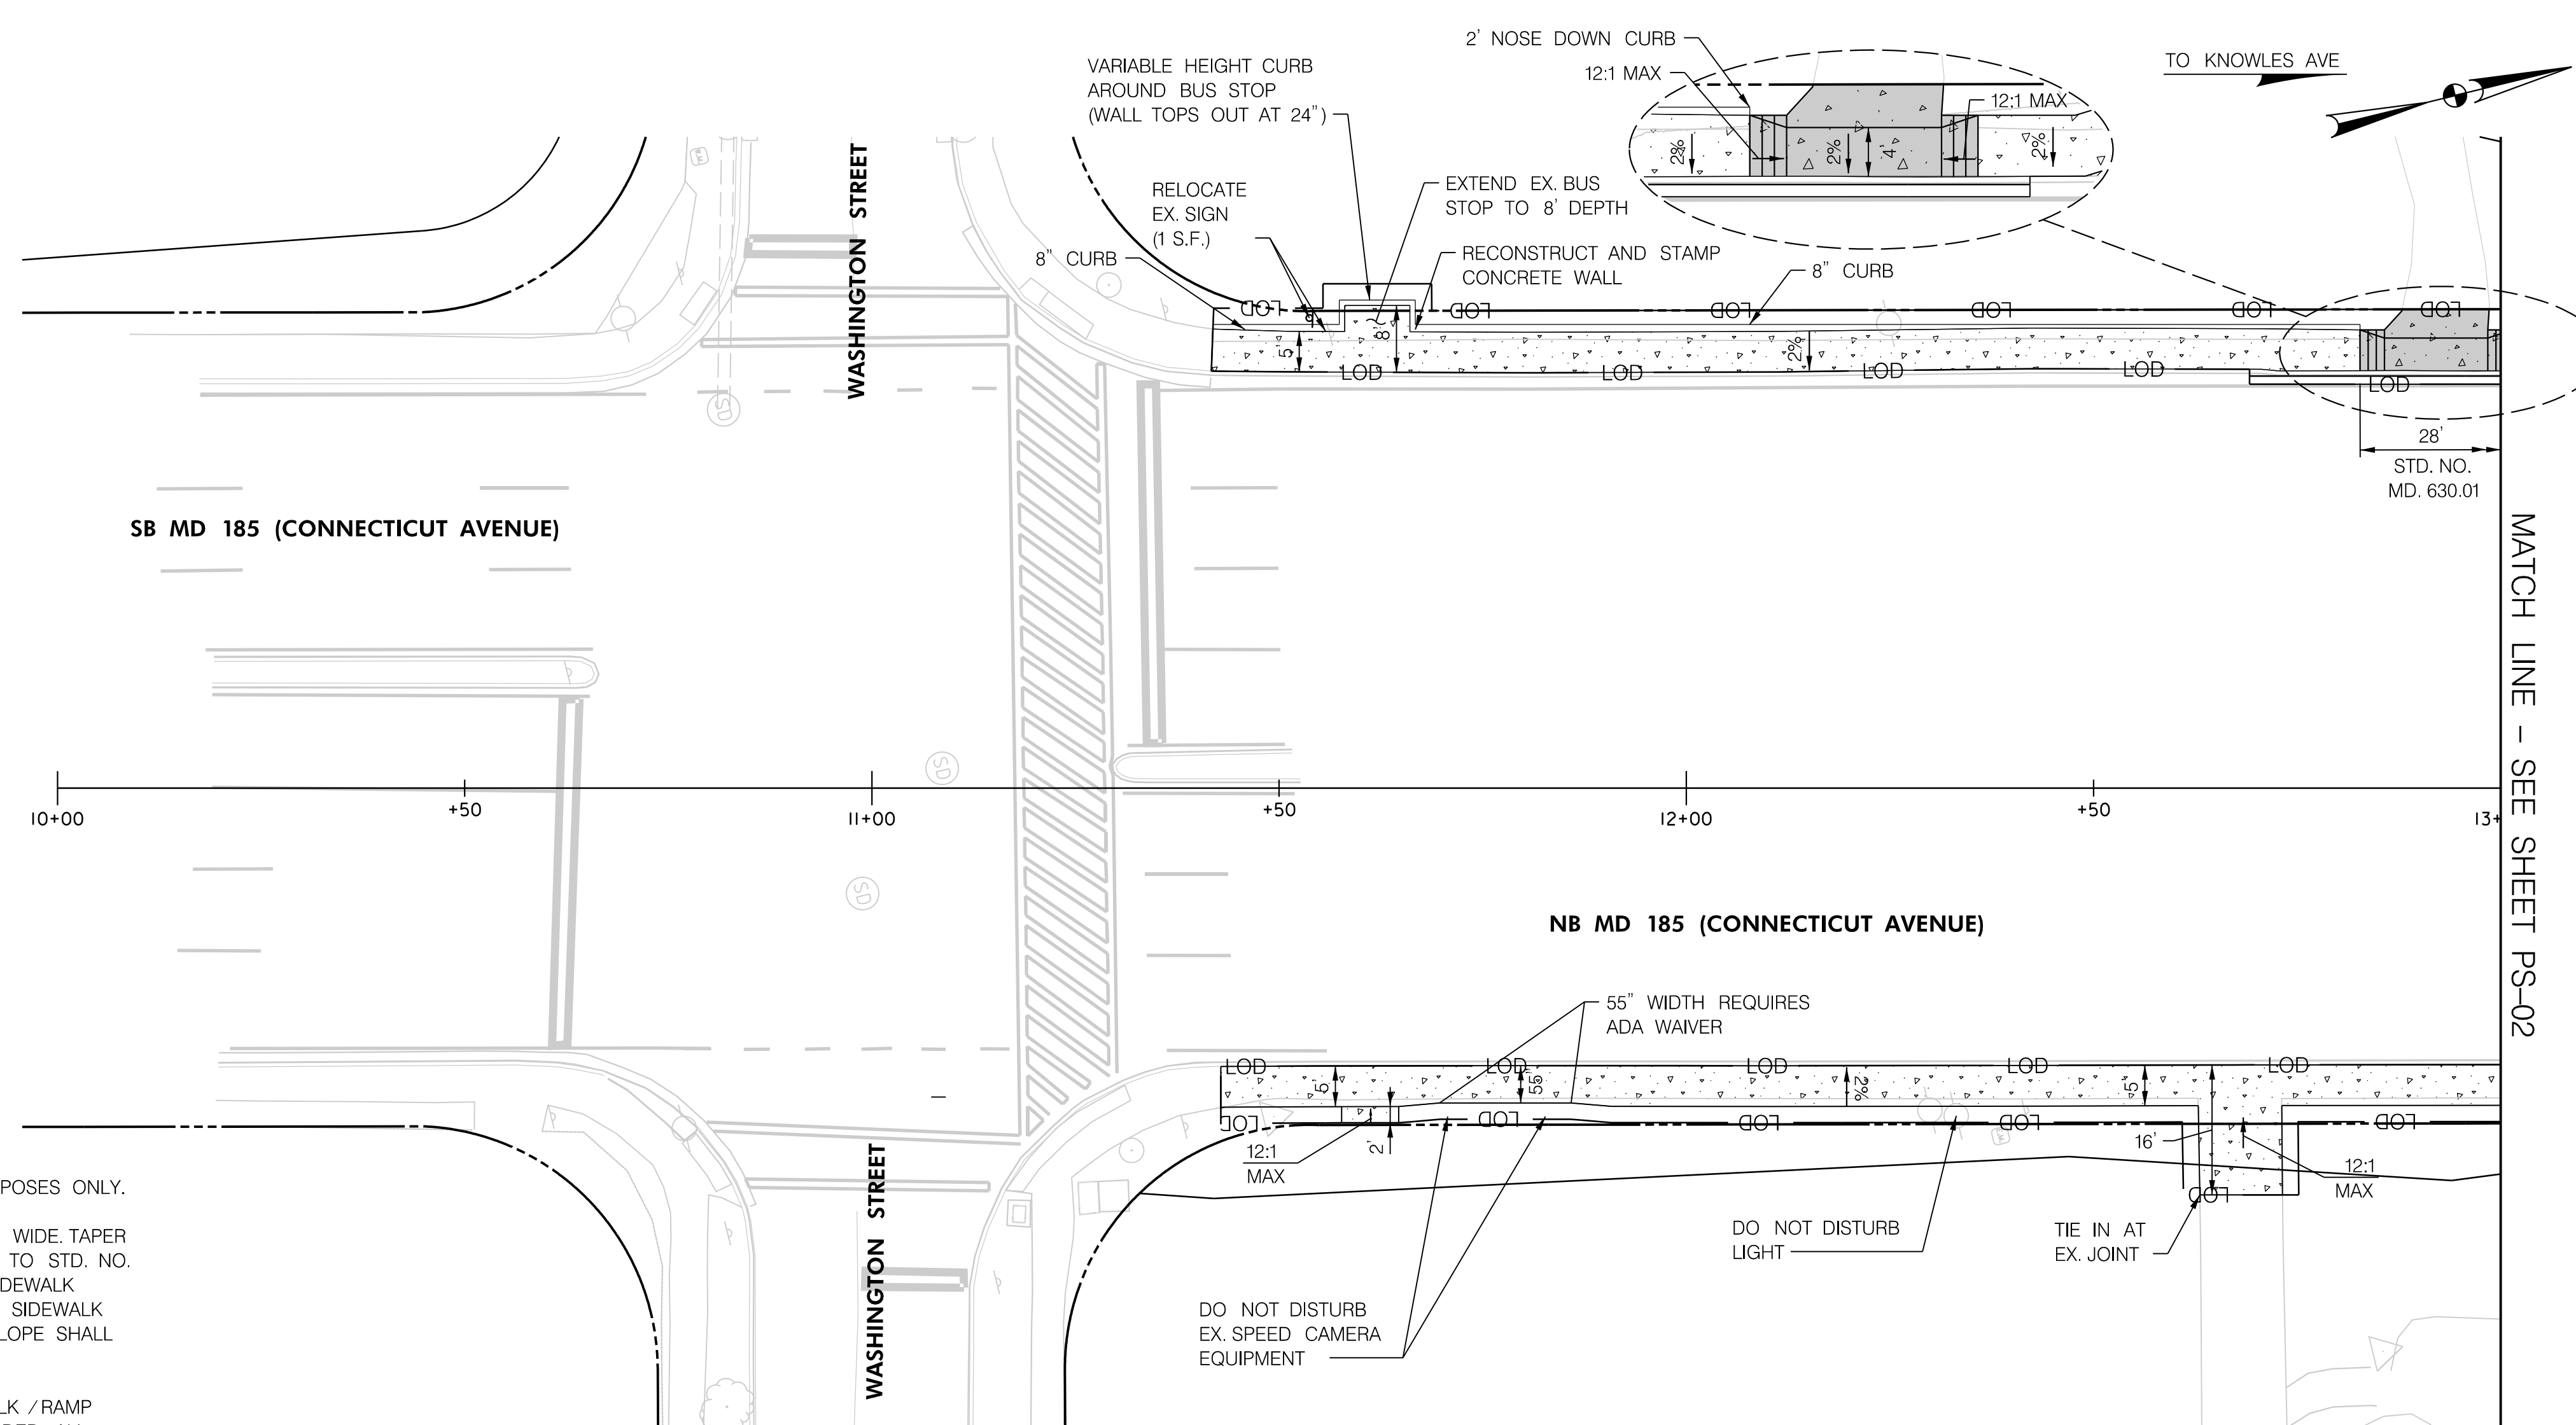 2' NOSE DOWN CURB
12:1 MAX
12:1 MAX
2%
2%
4'
2%
TO KNOWLES AVE
VARIABLE HEIGHT CURB
AROUND BUS STOP
(WALL TOPS OUT AT 24")
RELOCATE
EX. SIGN
(1 S.F.)
8" CURB
EXTEND EX. BUS
STOP TO 8' DEPTH
RECONSTRUCT AND STAMP
CONCRETE WALL
8" CURB
WASHINGTON STREET
LOD
LOD
LOD
LOD
LOD
LOD
5'
8'
2%
LOD
LOD
LOD
LOD
LOD
SD
28'
STD. NO.
MD. 630.01
SB MD 185 (CONNECTICUT AVENUE)
MATCH LINE - SEE SHEET PS-02
SD
10+00
+50
11+00
+50
12+00
+50
13+
SD
NB MD 185 (CONNECTICUT AVENUE)
55" WIDTH REQUIRES
ADA WAIVER
LOD
LOD
LOD
LOD
LOD
5'
55"
2%
5'
LOD
LOD
LOD
LOD
LOD
12:1
MAX
2'
16'
12:1
MAX
LOD
WASHINGTON STREET
DO NOT DISTURB
LIGHT
TIE IN AT
EX. JOINT
DO NOT DISTURB
EX. SPEED CAMERA
EQUIPMENT
POSES ONLY.
WIDE. TAPER
TO STD. NO.
DEWALK
SIDEWALK
LOPE SHALL
LK / RAMP